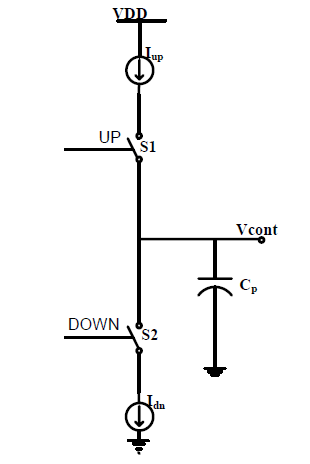 VDD
Iup
UP
S1
Vcont
Cp
DOWN
S2
Idn